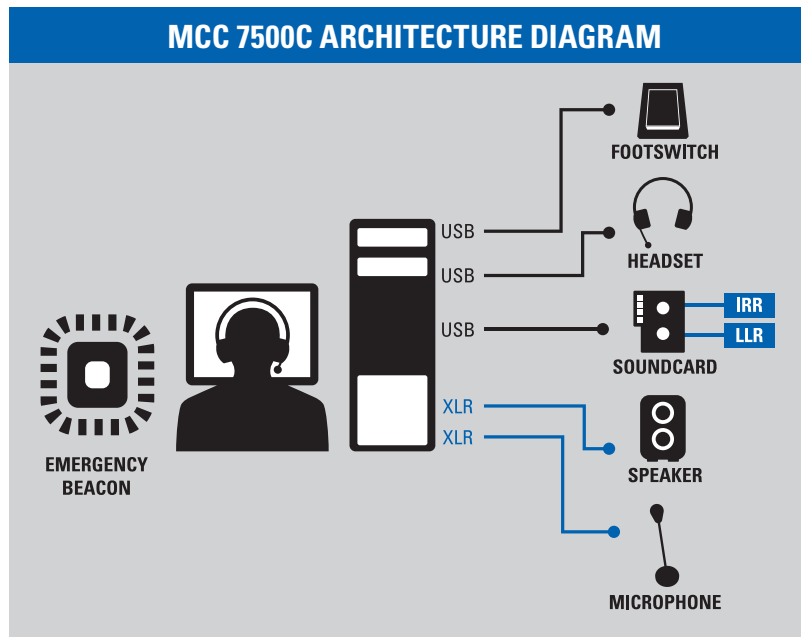 MCC 7500C ARCHITECTURE DIAGRAM
FOOTSWITCH
USB
HEADSET
USB
IRR
USB
LLR
SOUNDCARD
XLR
XLR
SPEAKER
EMERGENCY
BEACON
MICROPHONE